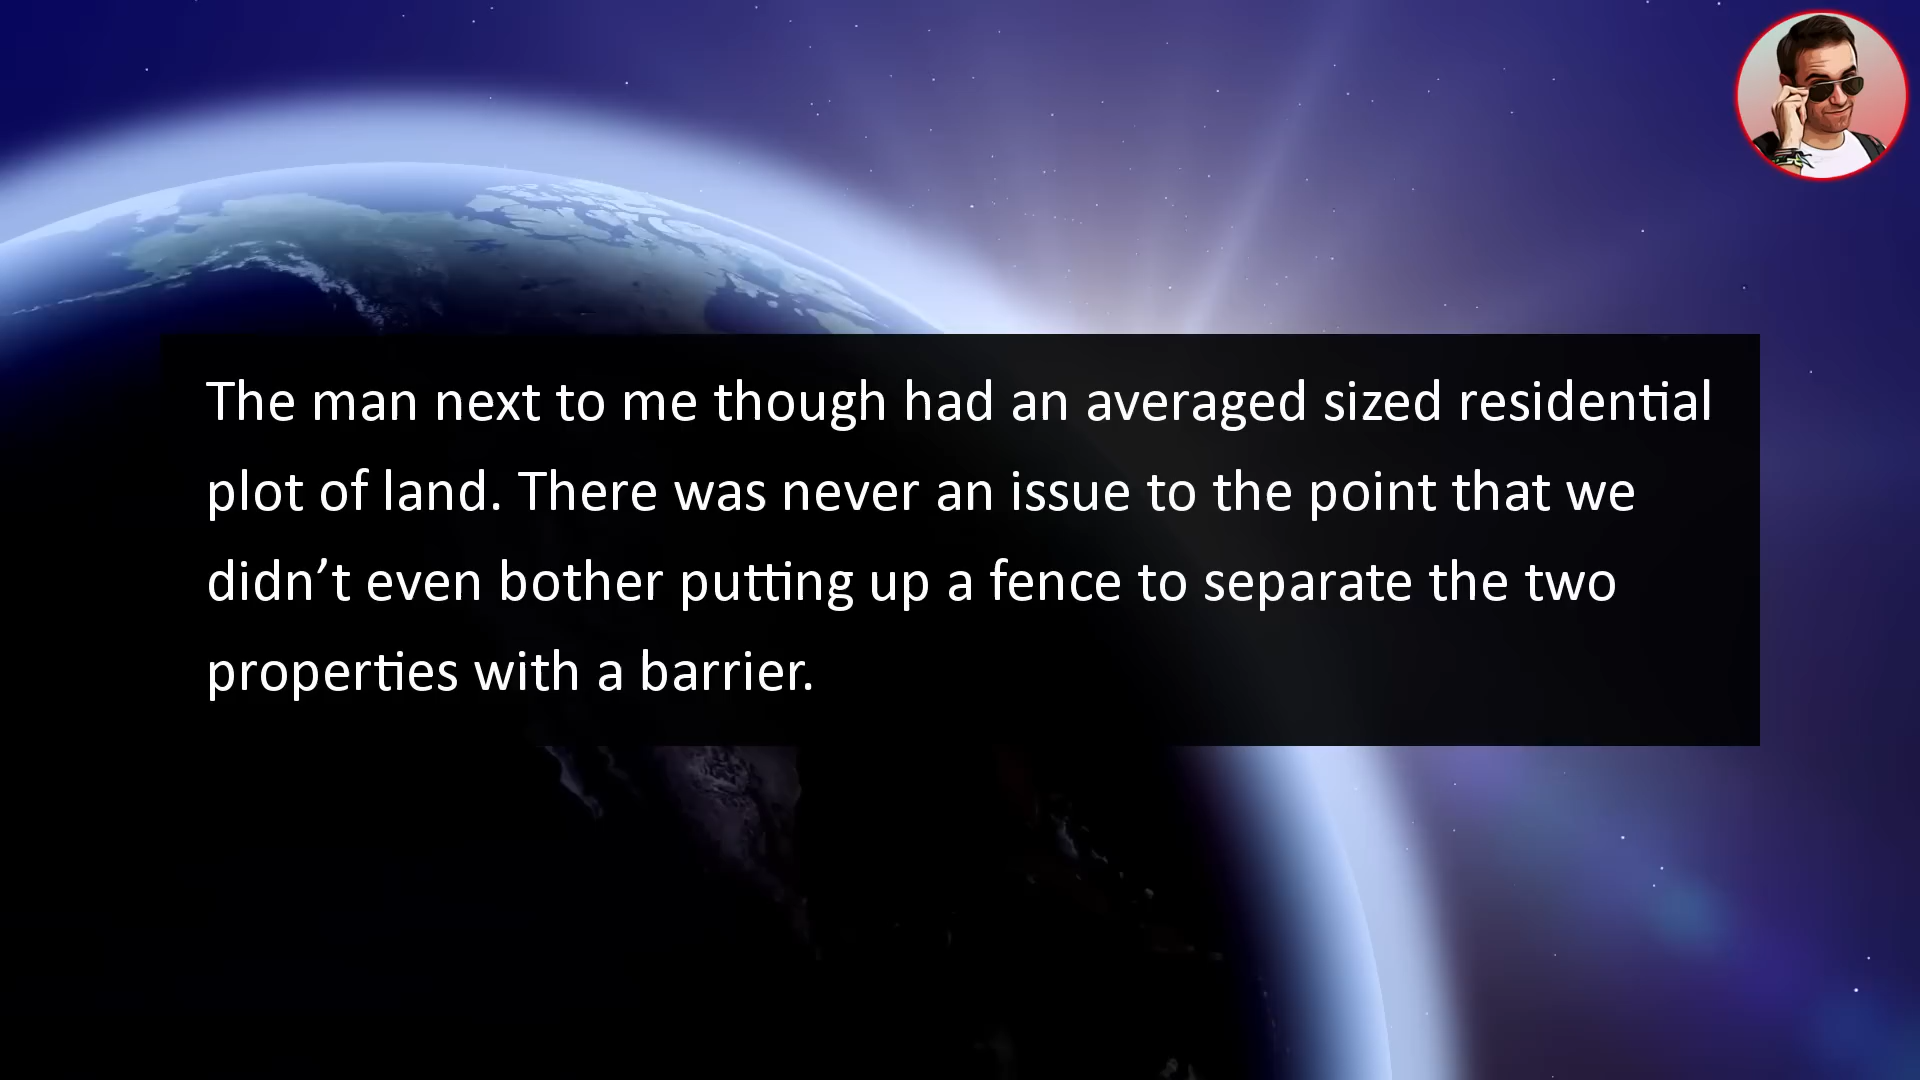 The man next to me though had an averaged sized residential
plot of land. There was never an issue to the point that we
didn’t even bother putting up a fence to separate the two
properties with a barrier.